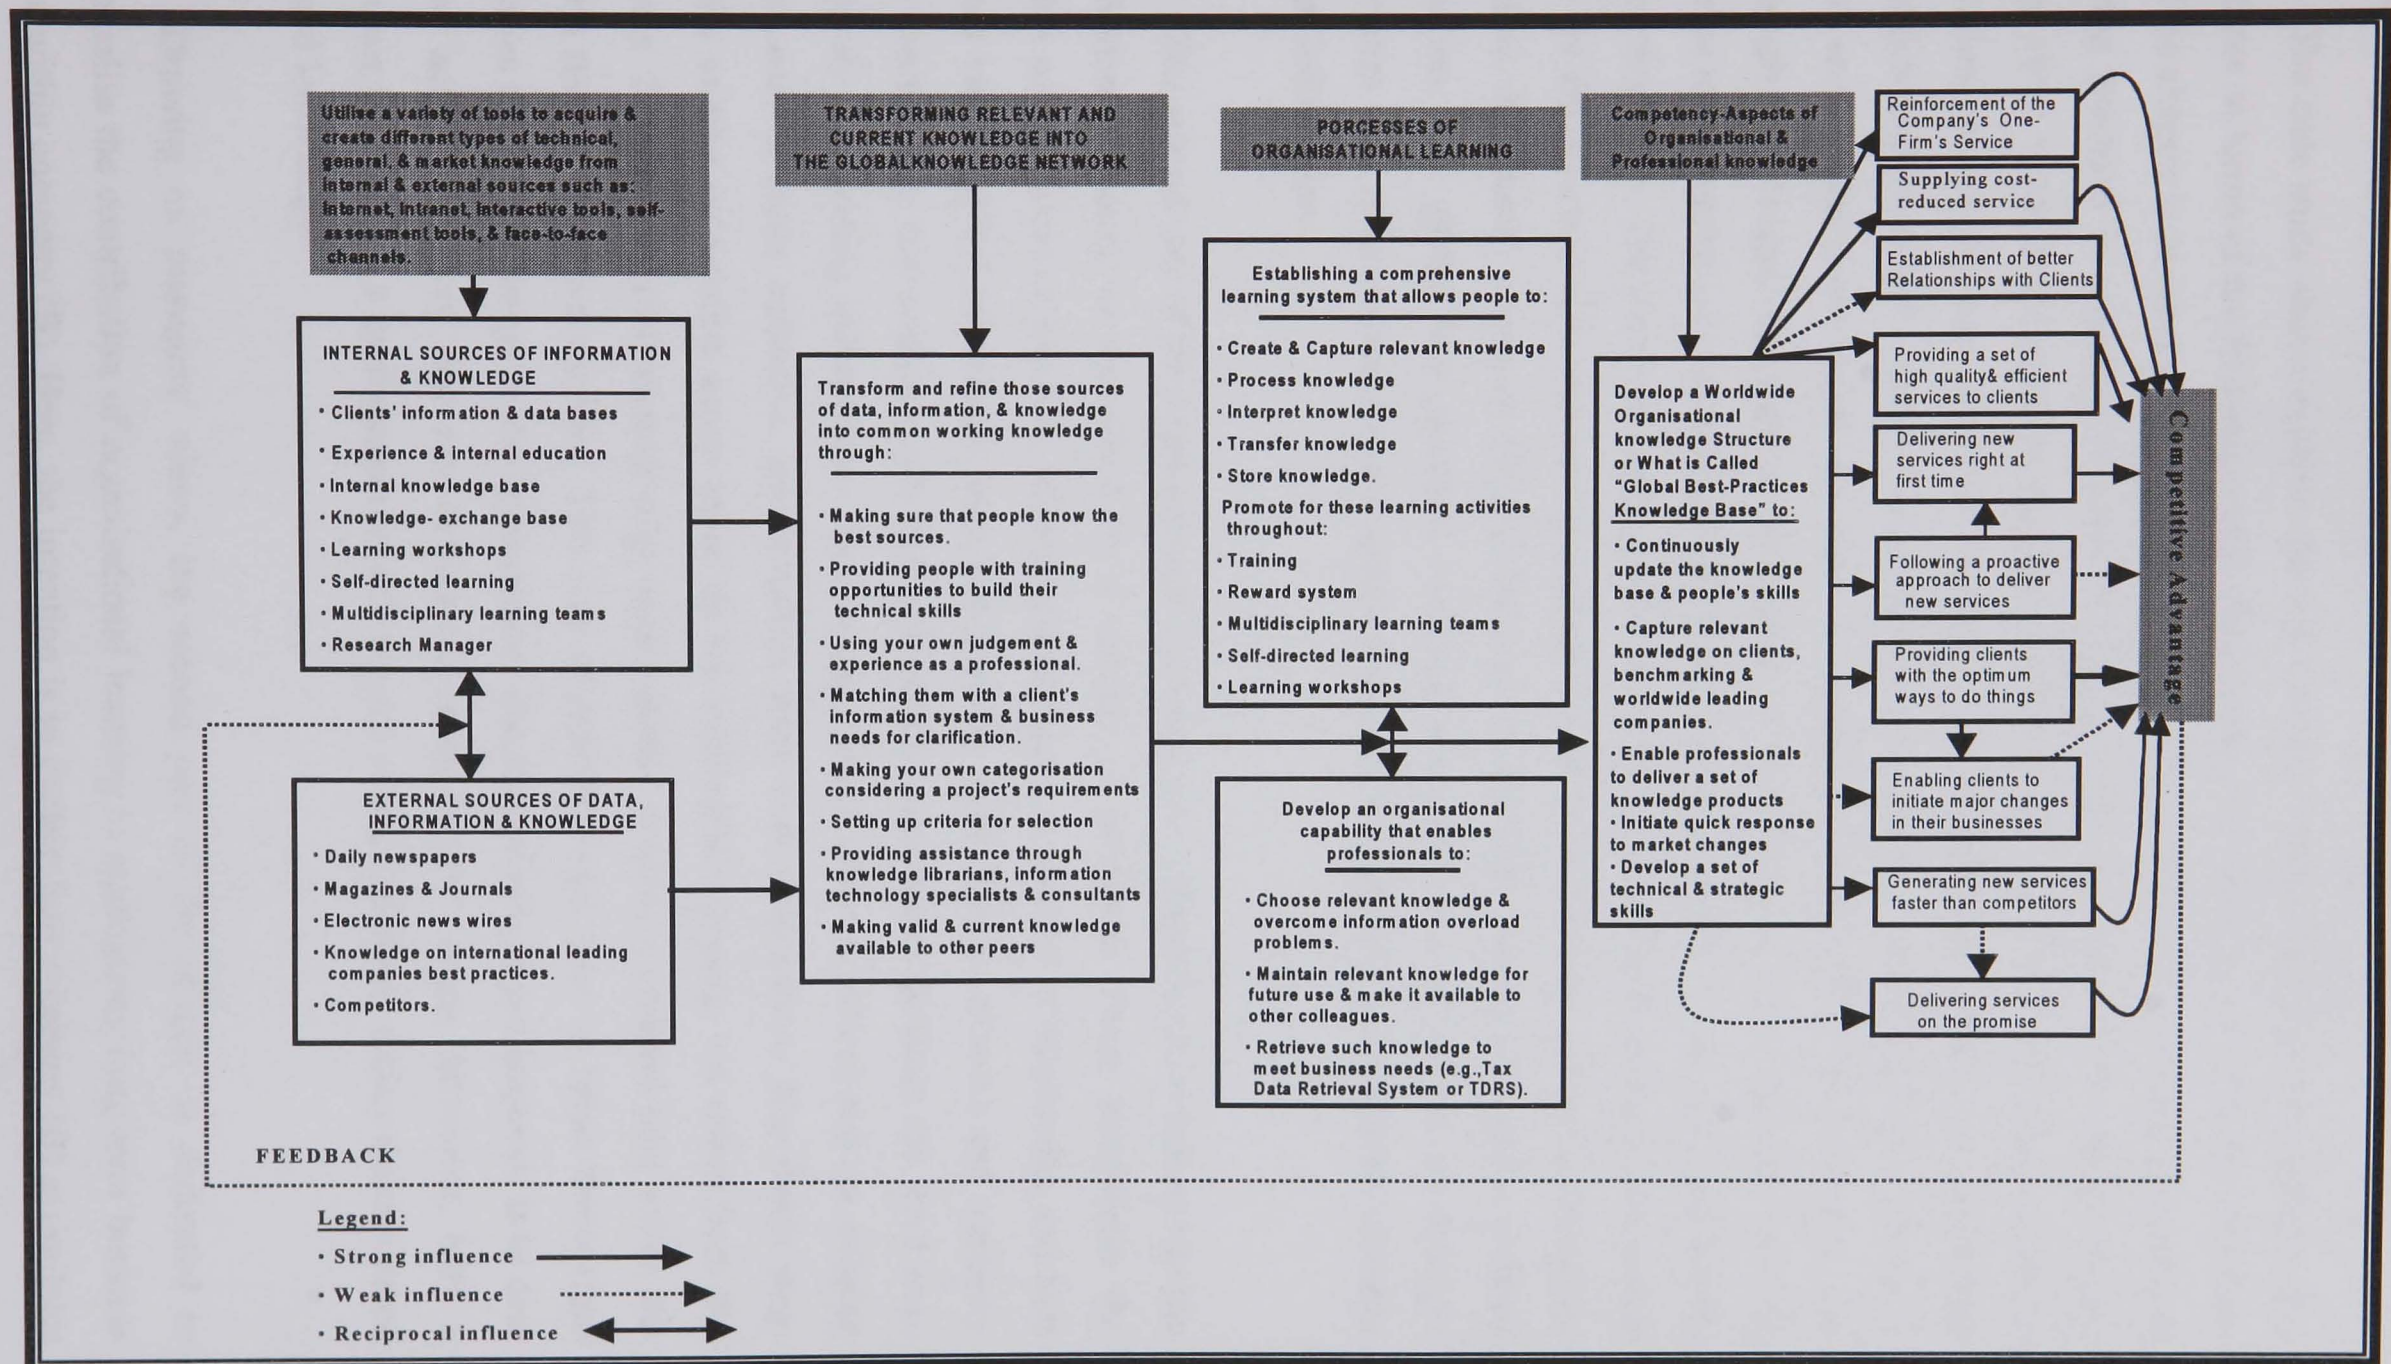 Utilise a variety of tools to acquire &
create different types of technical,
general, & market knowledge from
internal & external sources such as:
Internet, Intranet, Interactive tools, self-
assessment tools, & face-to-face
channels.
INTERNAL SOURCES OF INFORMATION
& KNOWLEDGE
• Clients' information & data bases
• Experience & internal education
• Internal knowledge base
• Knowledge- exchange base
• Learning workshops
• Self-directed learning
• Multidisciplinary learning teams
• Research Manager
EXTERNAL SOURCES OF DATA,
INFORMATION & KNOWLEDGE
• Daily newspapers
• Magazines & Journals
• Electronic news wires
• Knowledge on international leading
companies best practices.
• Competitors.
TRANSFORMING RELEVANT AND
CURRENT KNOWLEDGE INTO
THE GLOBALKNOWLEDGE NETWORK
Transform and refine those sources
of data, information, & knowledge
into common working knowledge
through:
• Making sure that people know the
best sources.
• Providing people with training
opportunities to build their
technical skills
• Using your own judgement &
experience as a professional.
• Matching them with a client's
information system & business
needs for clarification.
• Making your own categorisation
considering a project's requirements
• Setting up criteria for selection
• Providing assistance through
knowledge librarians, information
technology specialists & consultants
• Making valid & current knowledge
available to other peers
PORCESSES OF
ORGANISATIONAL LEARNING
Establishing a comprehensive
learning system that allows people to:
• Create & Capture relevant knowledge
• Process knowledge
• Interpret knowledge
• Transfer knowledge
• Store knowledge.
Promote for these learning activities
throughout:
• Training
• Reward system
• Multidisciplinary learning teams
• Self-directed learning
• Learning workshops
Develop an organisational
capability that enables
professionals to:
• Choose relevant knowledge &
overcome information overload
problems.
• Maintain relevant knowledge for
future use & make it available to
other colleagues.
• Retrieve such knowledge to
meet business needs (e.g.,Tax
Data Retrieval System or TDRS).
Competency-Aspects of
Organisational &
Professional knowledge
Develop a Worldwide
Organisational
knowledge Structure
or What is Called
“Global Best-Practices
Knowledge Base” to:
• Continuously
update the knowledge
base & people's skills
• Capture relevant
knowledge on clients,
benchmarking &
worldwide leading
companies.
• Enable professionals
to deliver a set of
knowledge products
• Initiate quick response
to market changes
• Develop a set of
technical & strategic
skills
Reinforcement of the
Company's One-
Firm's Service
Supplying cost-
reduced service
Establishment of better
Relationships with Clients
Providing a set of
high quality& efficient
services to clients
Delivering new
services right at
first time
Following a proactive
approach to deliver
new services
Providing clients
with the optimum
ways to do things
Enabling clients to
initiate major changes
in their businesses
Generating new services
faster than competitors
Delivering services
on the promise
Competitive Advantage
FEEDBACK
Legend:
• Strong influence
• Weak influence
• Reciprocal influence